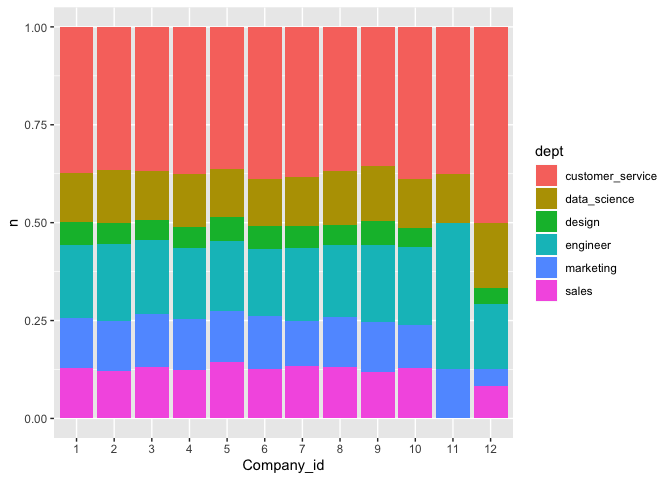 1.00
0.75
0.50
0.25
0.00
n
1 2 3 4 5 6 7 8 9 10 11 12
Company_id
dept
customer_service
data_science
design
engineer
marketing
sales